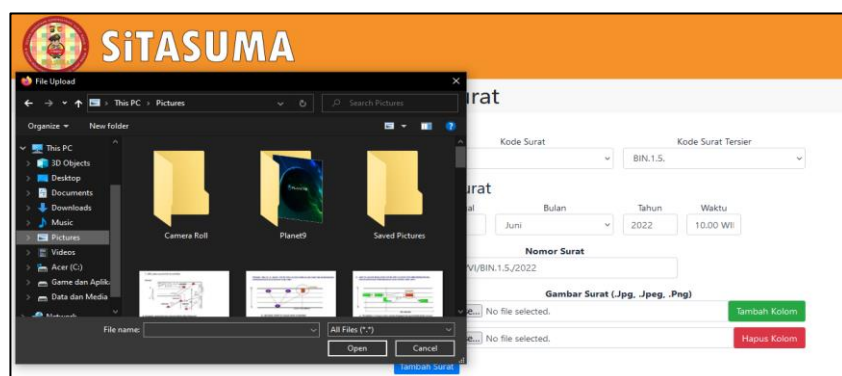 SiTASUMA
File Upload
This PC > Pictures
Search Pictures
urat
Organize
New folder
Kode Surat
Kode Surat Tersier
This PC
3D Objects
Desktop
Documents
Downloads
Music
Pictures
Videos
Acer (C:)
Game dan Aplik
Data dan Media
Network
BIN.1.5.
urat
al
Bulan
Tahun
Waktu
Juni
2022
10.00 WI
Camera Roll
Planet9
Saved Pictures
Nomor Surat
/VI/BIN.1.5./2022
Gambar Surat (.Jpg, .Jpeg, .Png)
No file selected.
Tambah Kolom
File name:
All Files (*.*)
No file selected.
Hapus Kolom
Open
Cancel
Tambah Surat